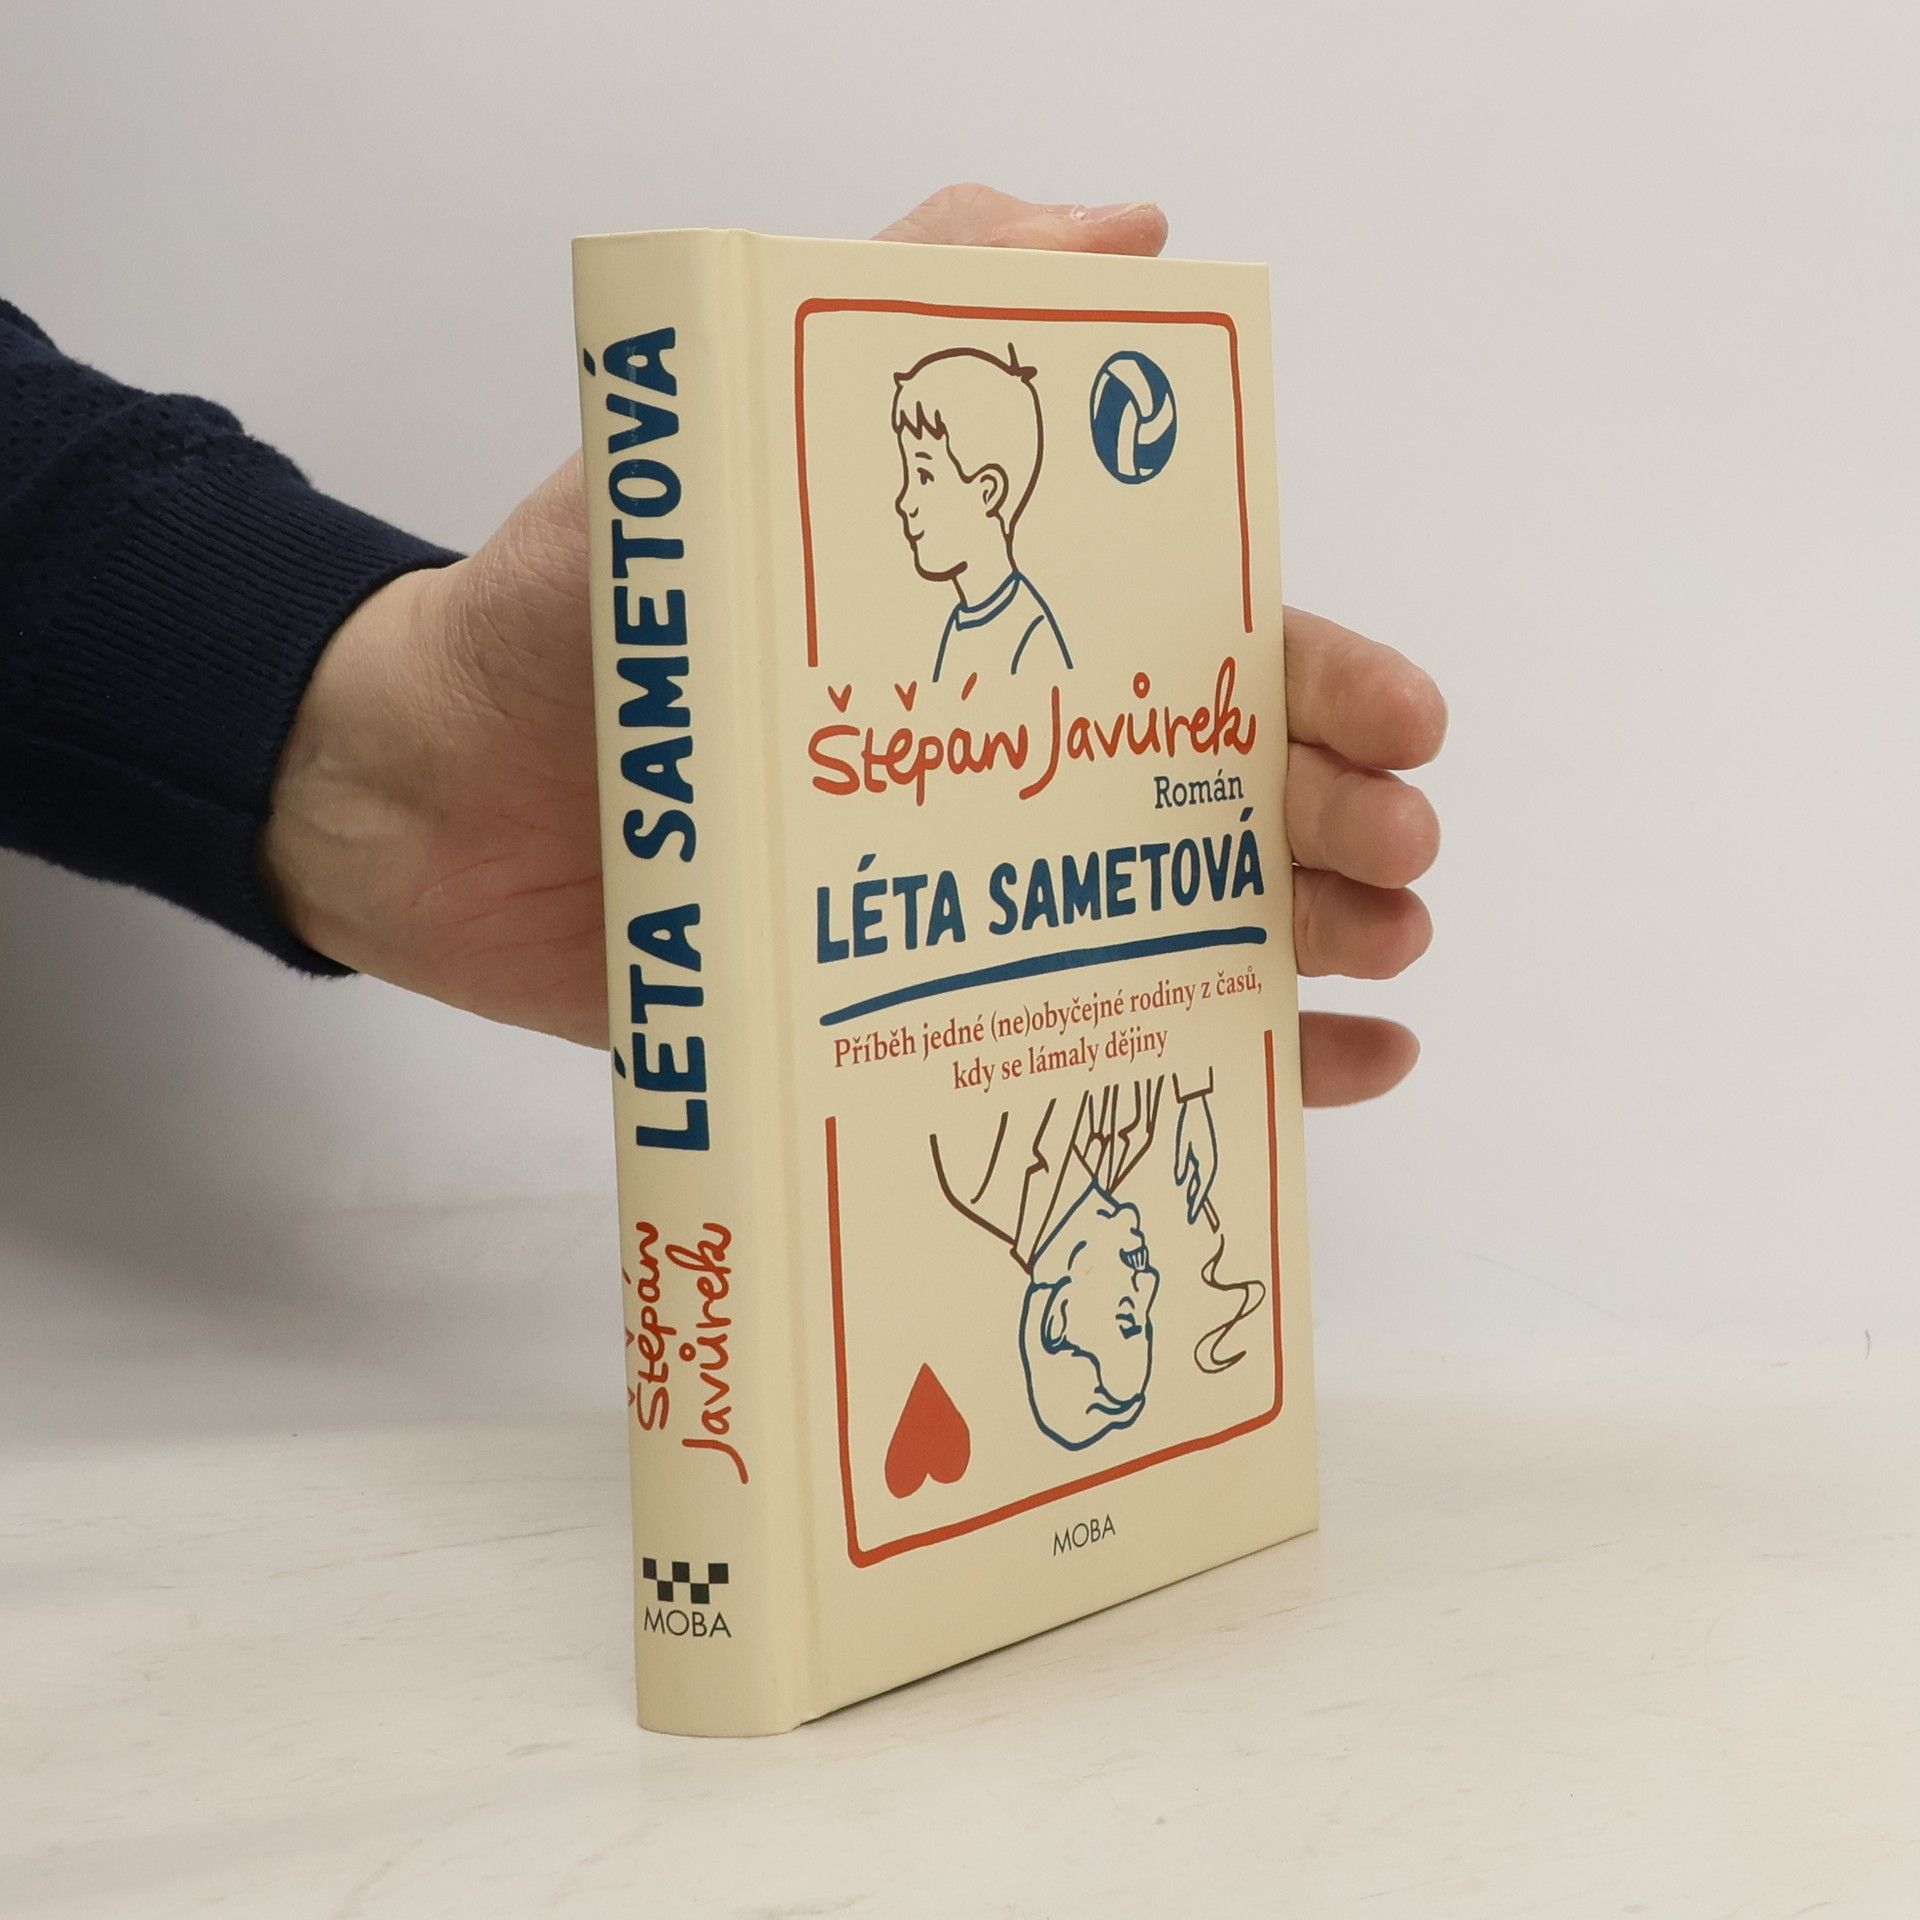 LÉTA SAMETOVÁ
Štěpán
Javůrek
MOBA
Štěpán Javůrek
Román
LÉTA SAMETOVÁ
Příběh jedné (ne)obyčejné rodiny z časů,
kdy se lámaly dějiny
MOBA